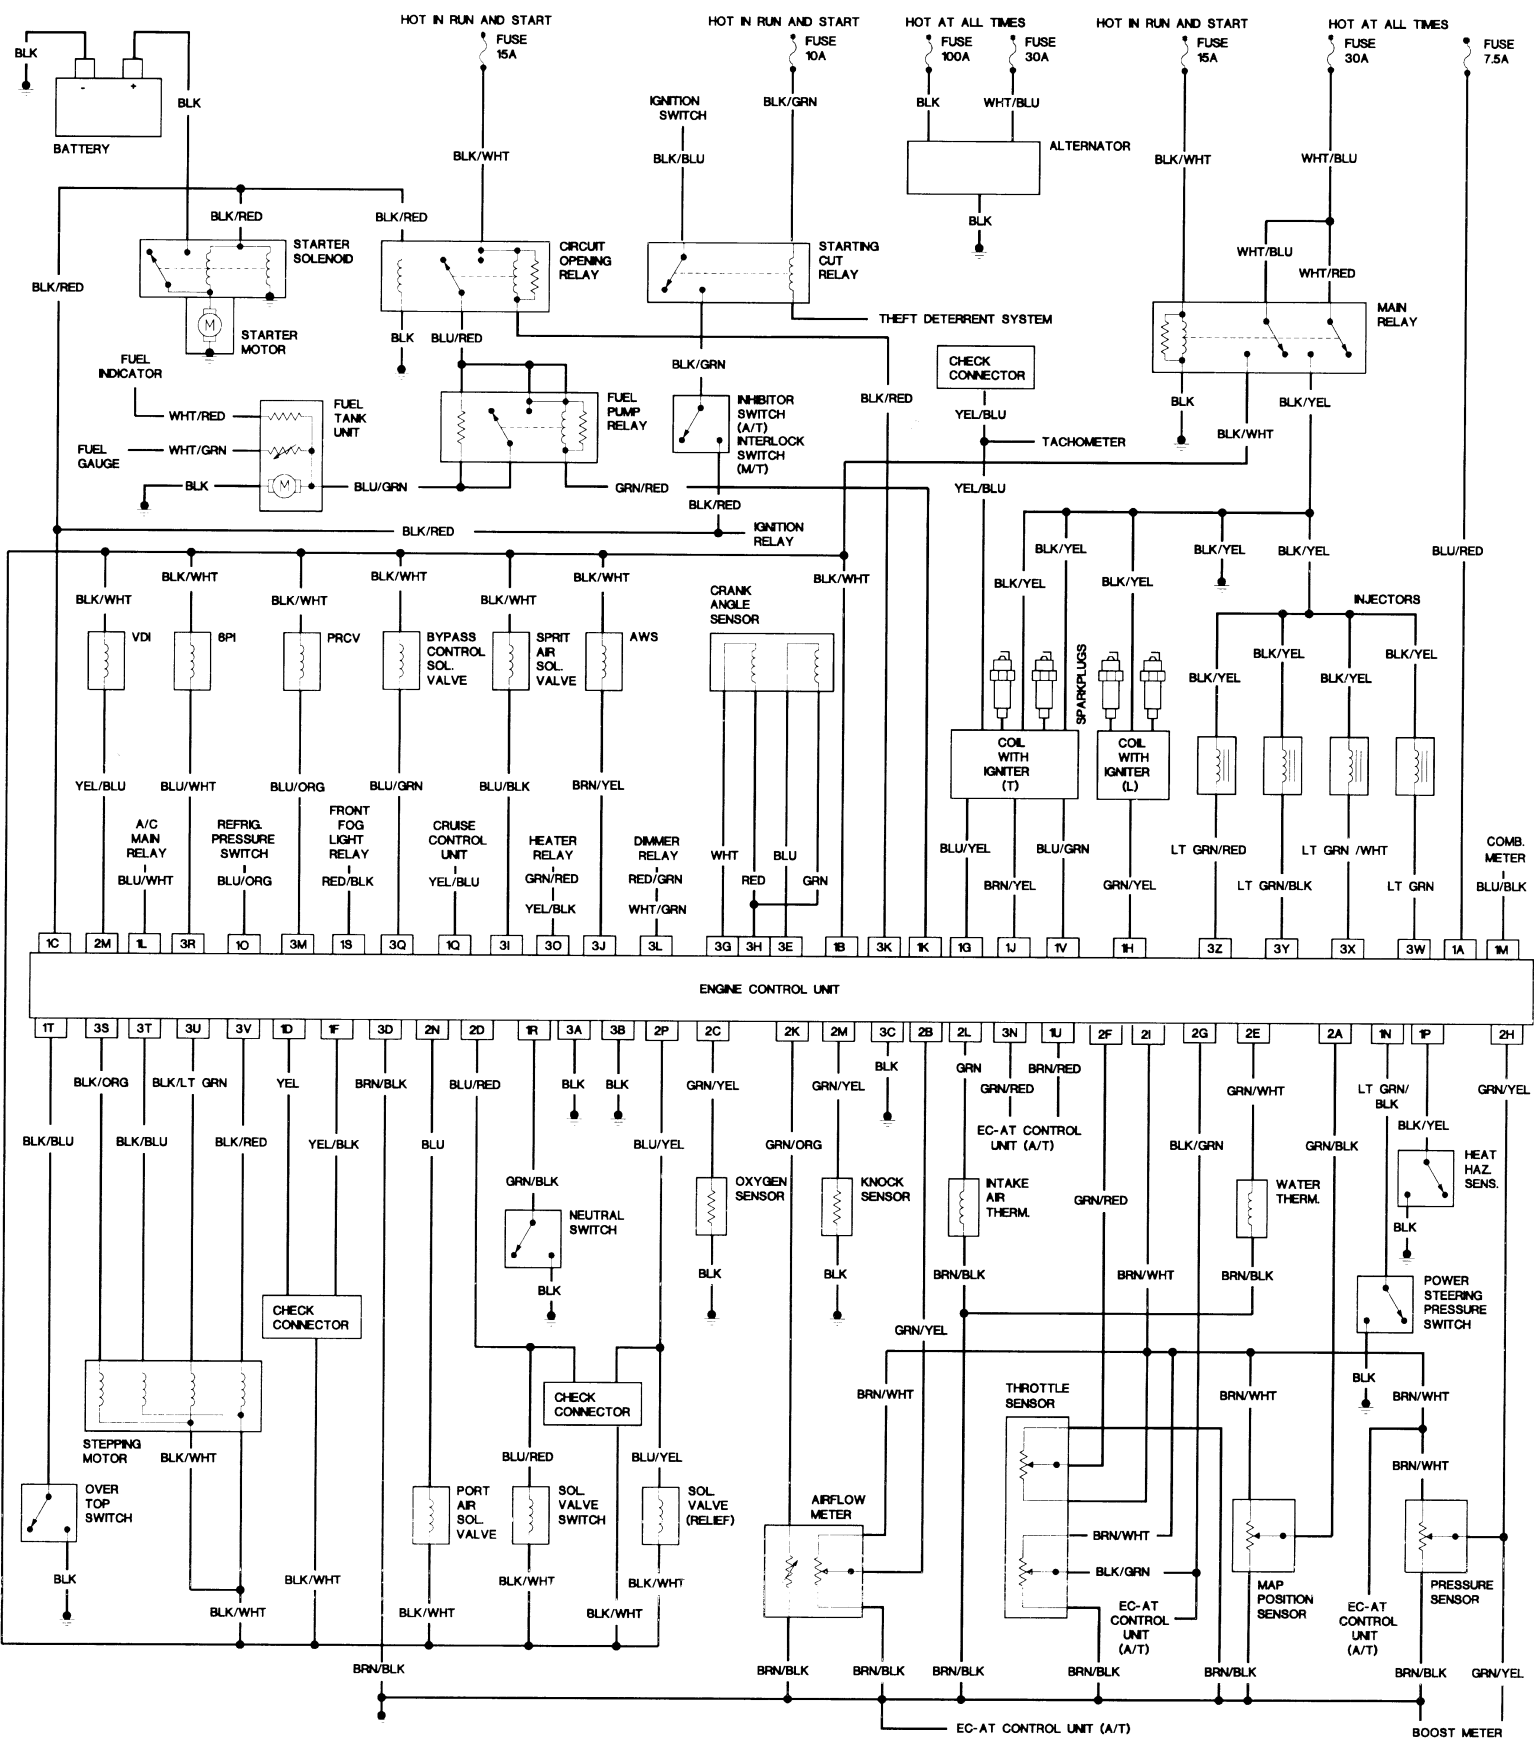 HOT IN RUN AND START
HOT IN RUN AND START
HOT AT ALL TIMES
HOT IN RUN AND START
HOT AT ALL TIMES
FUSE
15A
FUSE
10A
FUSE
100A
FUSE
30A
FUSE
15A
FUSE
30A
FUSE
7.5A
BLK
-
+
BLK
BATTERY
IGNITION
SWITCH
BLK/GRN
BLK
WHT/BLU
ALTERNATOR
BLK/WHT
BLK/BLU
BLK/WHT
WHT/BLU
BLK/RED
BLK/RED
BLK
STARTER
SOLENOID
CIRCUIT
OPENING
RELAY
STARTING
CUT
RELAY
WHT/BLU
WHT/RED
BLK/RED
M
STARTER
MOTOR
THEFT DETERRENT SYSTEM
MAIN
RELAY
BLK
BLU/RED
FUEL
INDICATOR
BLK/GRN
CHECK
CONNECTOR
BLK/RED
WHT/RED
FUEL
TANK
UNIT
FUEL
PUMP
RELAY
INHIBITOR
SWITCH
(A/T)
INTERLOCK
SWITCH
(M/T)
YEL/BLU
BLK
BLK/YEL
BLK/WHT
TACHOMETER
FUEL
GAUGE
WHT/GRN
BLK
M
BLU/GRN
GRN/RED
YEL/BLU
BLK/RED
BLK/RED
IGNITION
RELAY
BLK/YEL
BLK/YEL
BLK/YEL
BLU/RED
BLK/WHT
BLK/WHT
BLK/WHT
BLK/WHT
BLK/WHT
BLK/WHT
BLK/WHT
CRANK
ANGLE
SENSOR
BLK/YEL
BLK/YEL
INJECTORS
VDI
6PI
PRCV
BYPASS
CONTROL
SOL.
VALVE
SPRIT
AIR
SOL.
VALVE
AWS
SPARKPLUGS
BLK/YEL
BLK/YEL
BLK/YEL
BLK/YEL
COIL
WITH
IGNITER
(T)
COIL
WITH
IGNITER
(L)
YEL/BLU
BLU/WHT
BLU/ORG
BLU/GRN
BLU/BLK
BRN/YEL
A/C
MAIN
RELAY
BLU/WHT
REFRIG.
PRESSURE
SWITCH
BLU/ORG
FRONT
FOG
LIGHT
RELAY
RED/BLK
CRUISE
CONTROL
UNIT
YEL/BLU
HEATER
RELAY
GRN/RED
YEL/BLK
DIMMER
RELAY
RED/GRN
WHT/GRN
WHT
RED
BLU
GRN
BLU/YEL
BRN/YEL
BLU/GRN
GRN/YEL
LT GRN/RED
LT GRN/BLK
LT GRN /WHT
LT GRN
COMB.
METER
BLU/BLK
1C 2M 1L 3R 1O 3M 1S 3Q 1Q 3I 3O 3J 3L 3G 3H 3E 1B 3K 1K 1G 1J 1V 1H 3Z 3Y 3X 3W 1A 1M
ENGINE CONTROL UNIT
1T 3S 3T 3U 3V 1D 1F 3D 2N 2D 1R 3A 3B 2P 2C 2K 2M 3C 2B 2L 3N 1U 2F 2I 2G 2E 2A 1N 1P 2H
BLK/ORG
BLK/LT GRN
YEL
BRN/BLK
BLU/RED
BLK
BLK
GRN/YEL
GRN/YEL
BLK
GRN
GRN/RED
BRN/RED
GRN/WHT
LT GRN/
BLK
GRN/YEL
BLK/BLU
BLK/BLU
BLK/RED
YEL/BLK
BLU
BLU/YEL
GRN/ORG
EC-AT CONTROL
UNIT (A/T)
BLK/GRN
GRN/BLK
BLK/YEL
GRN/BLK
NEUTRAL
SWITCH
OXYGEN
SENSOR
KNOCK
SENSOR
INTAKE
AIR
THERM.
GRN/RED
WATER
THERM.
HEAT
HAZ.
SENS.
BLK
BLK
BLK
BLK
BRN/BLK
BRN/WHT
BRN/BLK
CHECK
CONNECTOR
GRN/YEL
POWER
STEERING
PRESSURE
SWITCH
BLK
BRN/WHT
THROTTLE
SENSOR
BRN/WHT
BRN/WHT
CHECK
CONNECTOR
STEPPING
MOTOR
BLK/WHT
BLU/RED
BLU/YEL
BRN/WHT
OVER
TOP
SWITCH
PORT
AIR
SOL.
VALVE
SOL.
VALVE
SWITCH
SOL.
VALVE
(RELIEF)
AIRFLOW
METER
BRN/WHT
BLK/GRN
BLK
BLK/WHT
BLK/WHT
BLK/WHT
MAP
POSITION
SENSOR
PRESSURE
SENSOR
BLK/WHT
BLK/WHT
BLK/WHT
EC-AT
CONTROL
UNIT
(A/T)
EC-AT
CONTROL
UNIT
(A/T)
BRN/BLK
BRN/BLK
BRN/BLK
BRN/BLK
BRN/BLK
BRN/BLK
BRN/BLK
GRN/YEL
EC-AT CONTROL UNIT (A/T)
BOOST METER